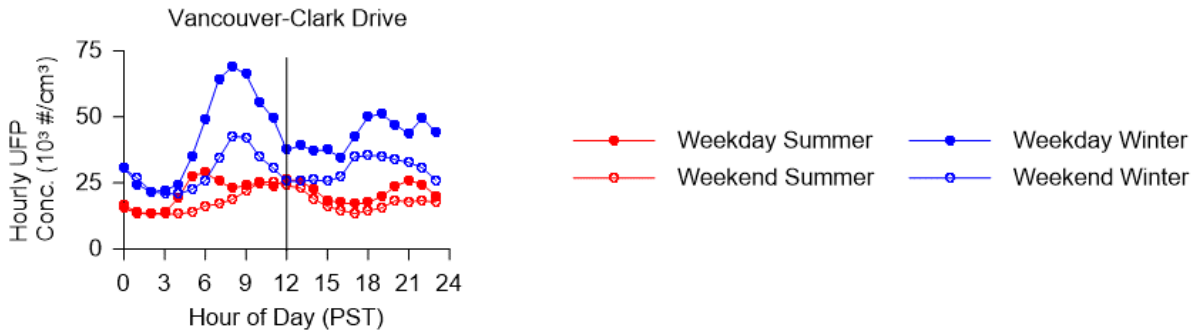 Vancouver-Clark Drive
Hourly UFP
Conc. (10³ #/cm³)
75
50
25
0
0 3 6 9 12 15 18 21 24
Hour of Day (PST)
Weekday Summer
Weekday Winter
Weekend Summer
Weekend Winter